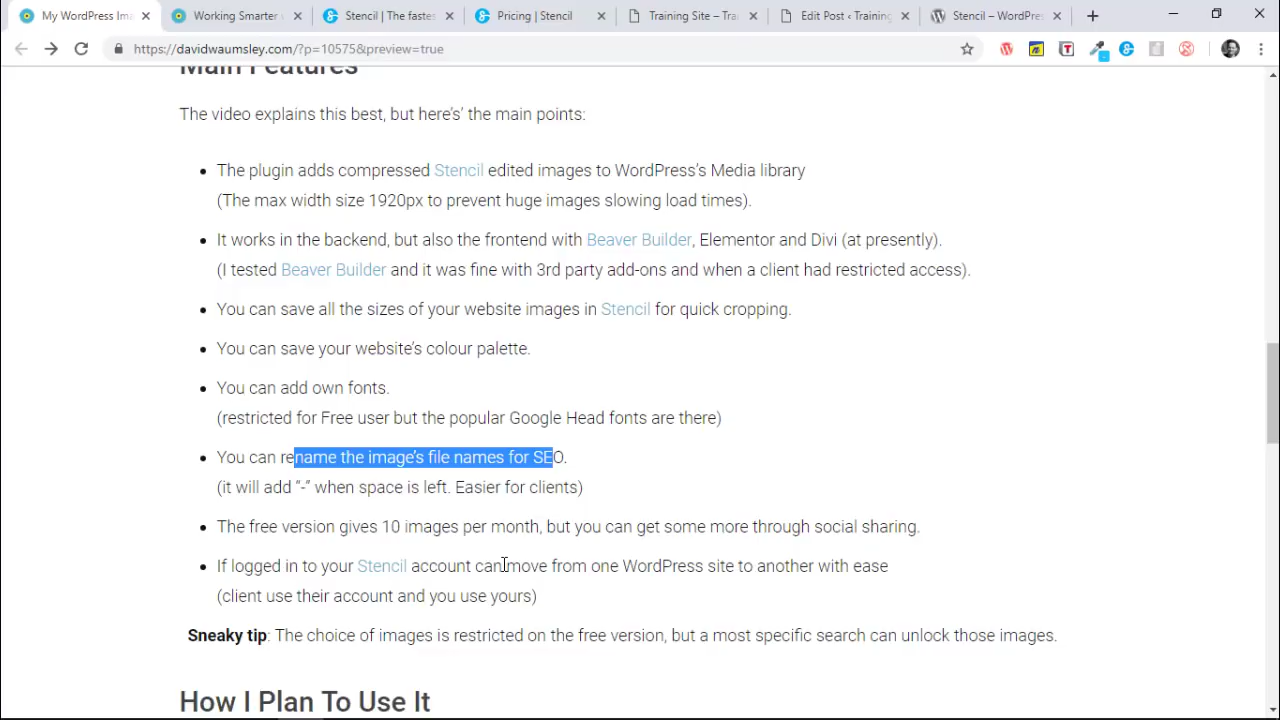 My WordPress Ima
Working Smarter w
Stencil | The fastes
Pricing | Stencil
Training Site – Trai
Edit Post ‹ Training
Stencil – WordPres
https://davidwaumsley.com/?p=10575&preview=true
Main Features
The video explains this best, but here’s’ the main points:
The plugin adds compressed Stencil edited images to WordPress’s Media library
(The max width size 1920px to prevent huge images slowing load times).
It works in the backend, but also the frontend with Beaver Builder, Elementor and Divi (at presently).
(I tested Beaver Builder and it was fine with 3rd party add-ons and when a client had restricted access).
You can save all the sizes of your website images in Stencil for quick cropping.
You can save your website’s colour palette.
You can add own fonts.
(restricted for Free user but the popular Google Head fonts are there)
You can rename the image’s file names for SEO.
(it will add “-” when space is left. Easier for clients)
The free version gives 10 images per month, but you can get some more through social sharing.
If logged in to your Stencil account can move from one WordPress site to another with ease
(client use their account and you use yours)
Sneaky tip: The choice of images is restricted on the free version, but a most specific search can unlock those images.
How I Plan To Use It